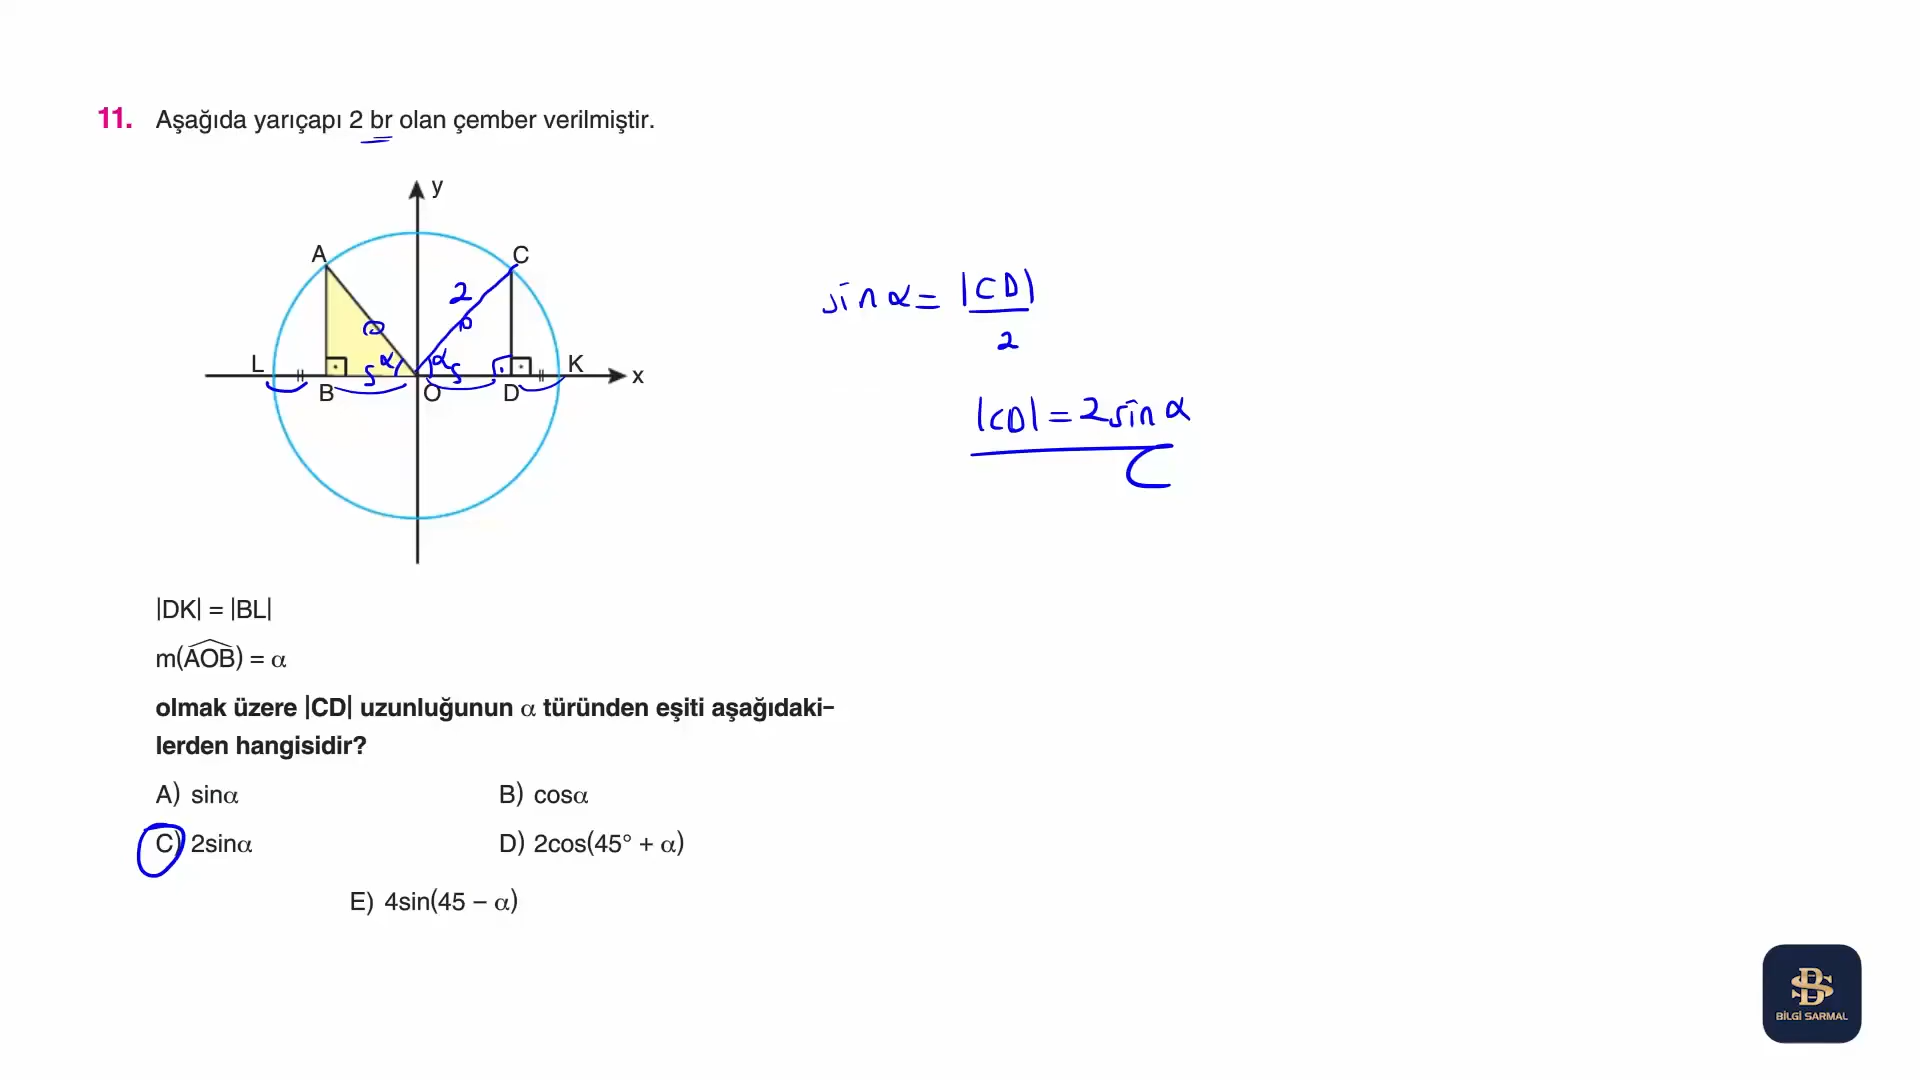 11. Aşağıda yarıçapı 2 br olan çember verilmiştir.
y
A
C
2
sin α = |CD|
2
L
α
α
K
x
B
O
D
|CD| = 2 sin α
C
|DK| = |BL|
m(AOB) = α
olmak üzere |CD| uzunluğunun α türünden eşiti aşağıdaki-
lerden hangisidir?
A) sinα
B) cosα
C) 2sinα
D) 2cos(45° + α)
E) 4sin(45 – α)
BİLGİ SARMAL